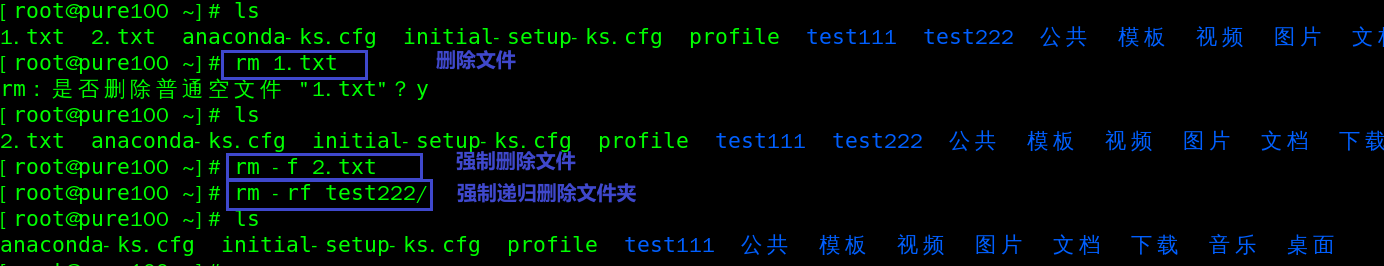 [root@pure100 ~]# ls
1.txt 2.txt anaconda-ks.cfg initial-setup-ks.cfg profile test111 test222 公共 模板 视频 图片
[root@pure100 ~]# rm 1.txt 删除文件
rm：是否删除普通空文件 "1.txt"？y
[root@pure100 ~]# ls
2.txt anaconda-ks.cfg initial-setup-ks.cfg profile test111 test222 公共 模板 视频 图片 文档 下载
[root@pure100 ~]# rm -f 2.txt 强制删除文件
[root@pure100 ~]# rm -rf test222/ 强制递归删除文件夹
[root@pure100 ~]# ls
anaconda-ks.cfg initial-setup-ks.cfg profile test111 公共 模板 视频 图片 文档 下载 音乐 桌面
[root@pure100 ~]#